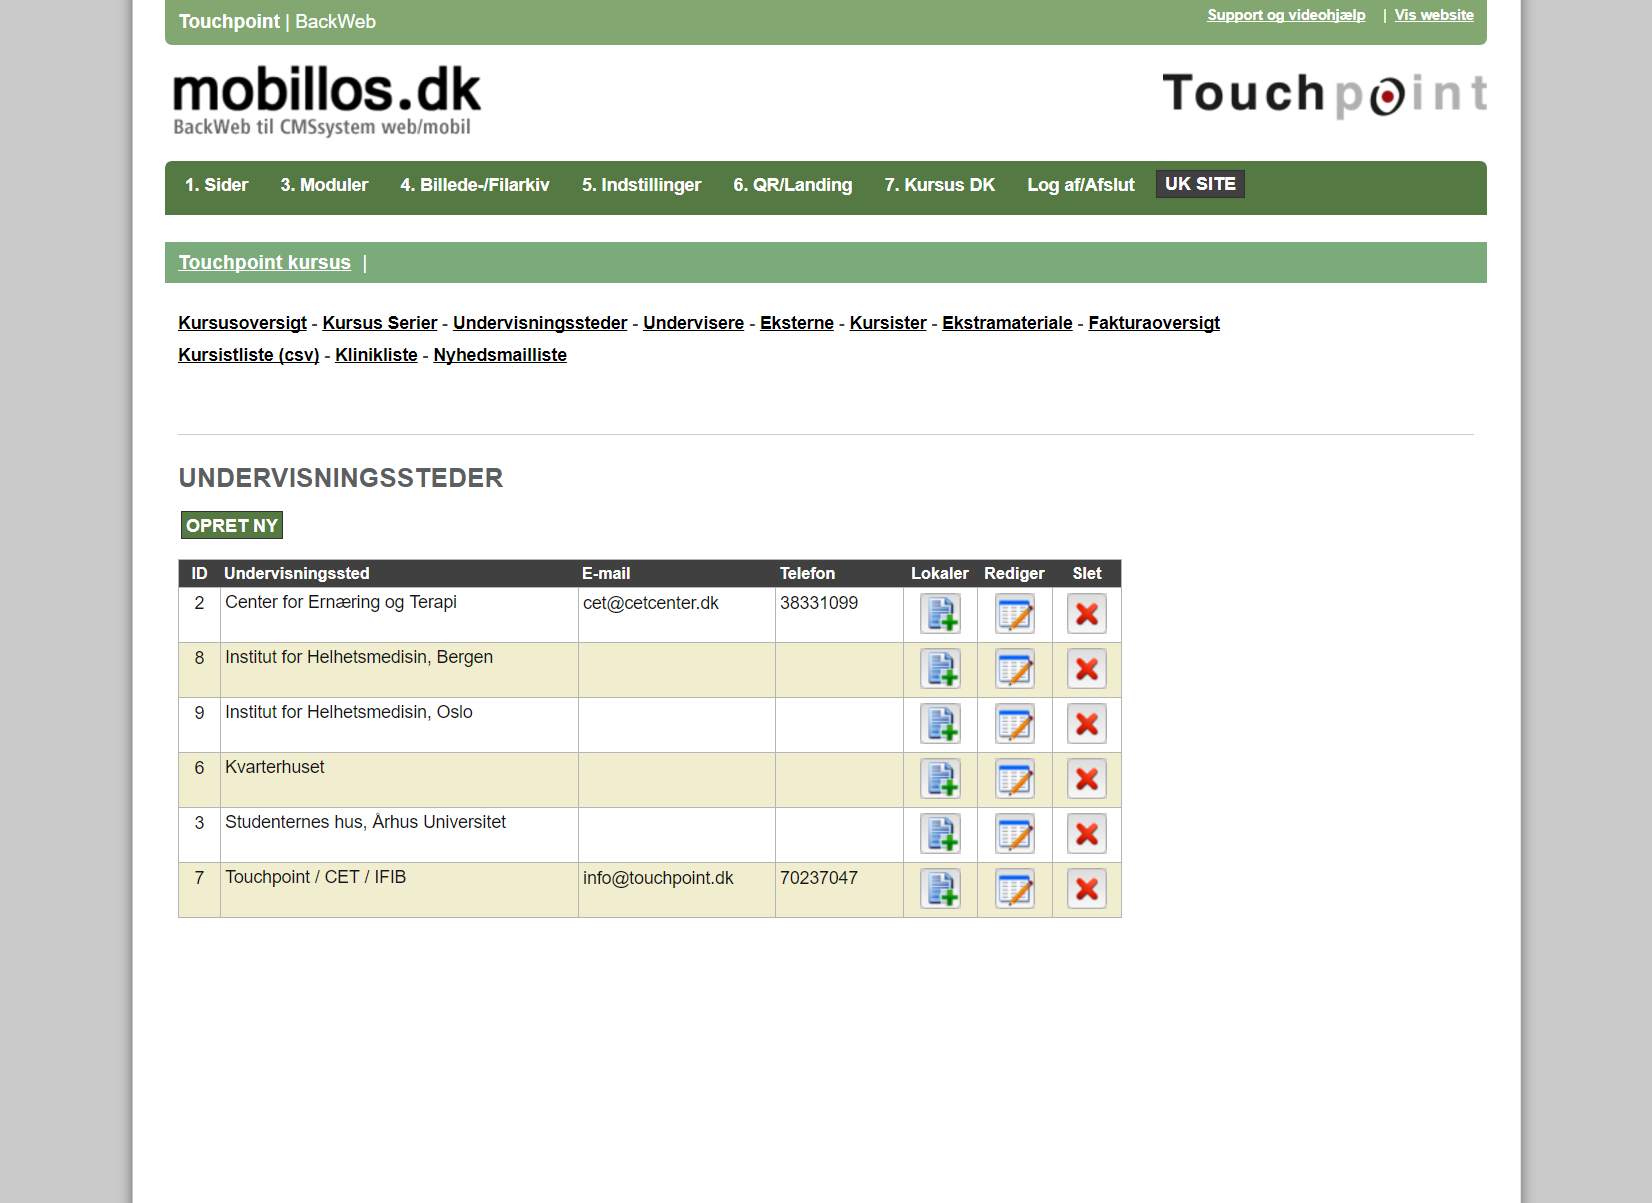 Touchpoint | BackWeb
Support og videohjælp | Vis website
mobillos.dk
BackWeb til CMSsystem web/mobil
Touchpoint
1. Sider 3. Moduler 4. Billede-/Filarkiv 5. Indstillinger 6. QR/Landing 7. Kursus DK Log af/Afslut UK SITE
Touchpoint kursus |
Kursusoversigt - Kursus Serier - Undervisningssteder - Undervisere - Eksterne - Kursister - Ekstramateriale - Fakturaoversigt
Kursistliste (csv) - Klinikliste - Nyhedsmailliste
UNDERVISNINGSSTEDER
OPRET NY
ID Undervisningssted E-mail Telefon Lokaler Rediger Slet
2 Center for Ernæring og Terapi cet@cetcenter.dk 38331099
8 Institut for Helhetsmedisin, Bergen
9 Institut for Helhetsmedisin, Oslo
6 Kvarterhuset
3 Studenternes hus, Århus Universitet
7 Touchpoint / CET / IFIB info@touchpoint.dk 70237047